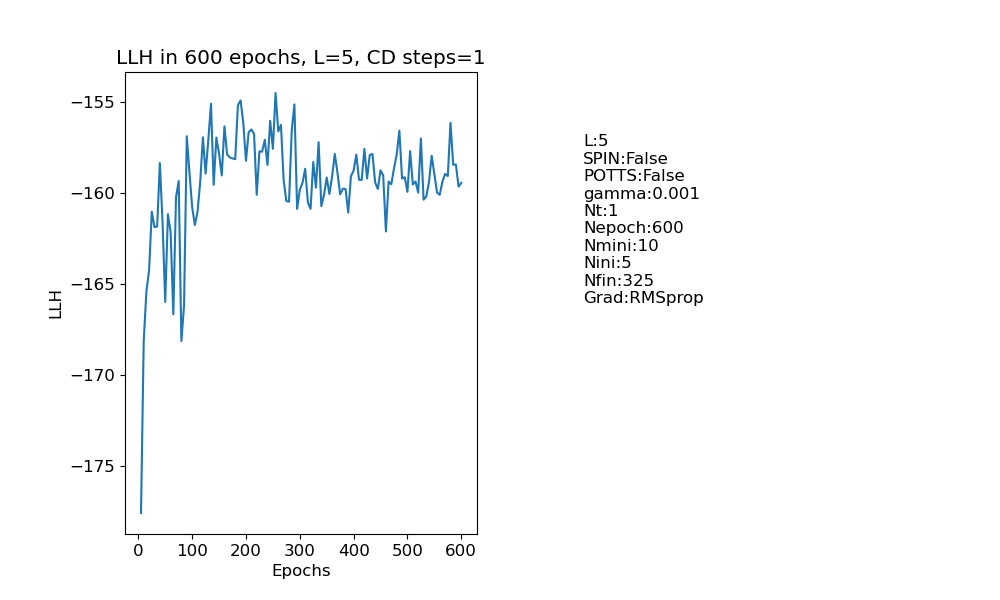 LLH in 600 epochs, L=5, CD steps=1
−155
−160
−165
−170
−175
LLH
0 100 200 300 400 500 600
Epochs
L:5
SPIN:False
POTTS:False
gamma:0.001
Nt:1
Nepoch:600
Nmini:10
Nini:5
Nfin:325
Grad:RMSprop